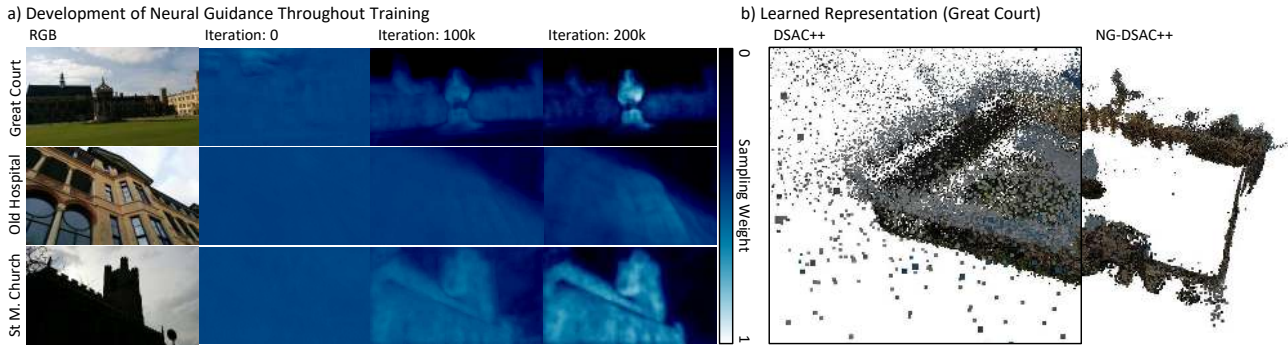 a) Development of Neural Guidance Throughout Training
RGB
Iteration: 0
Iteration: 100k
Iteration: 200k
Great Court
Old Hospital
St M. Church
0
Sampling Weight
1
b) Learned Representation (Great Court)
DSAC++
NG-DSAC++